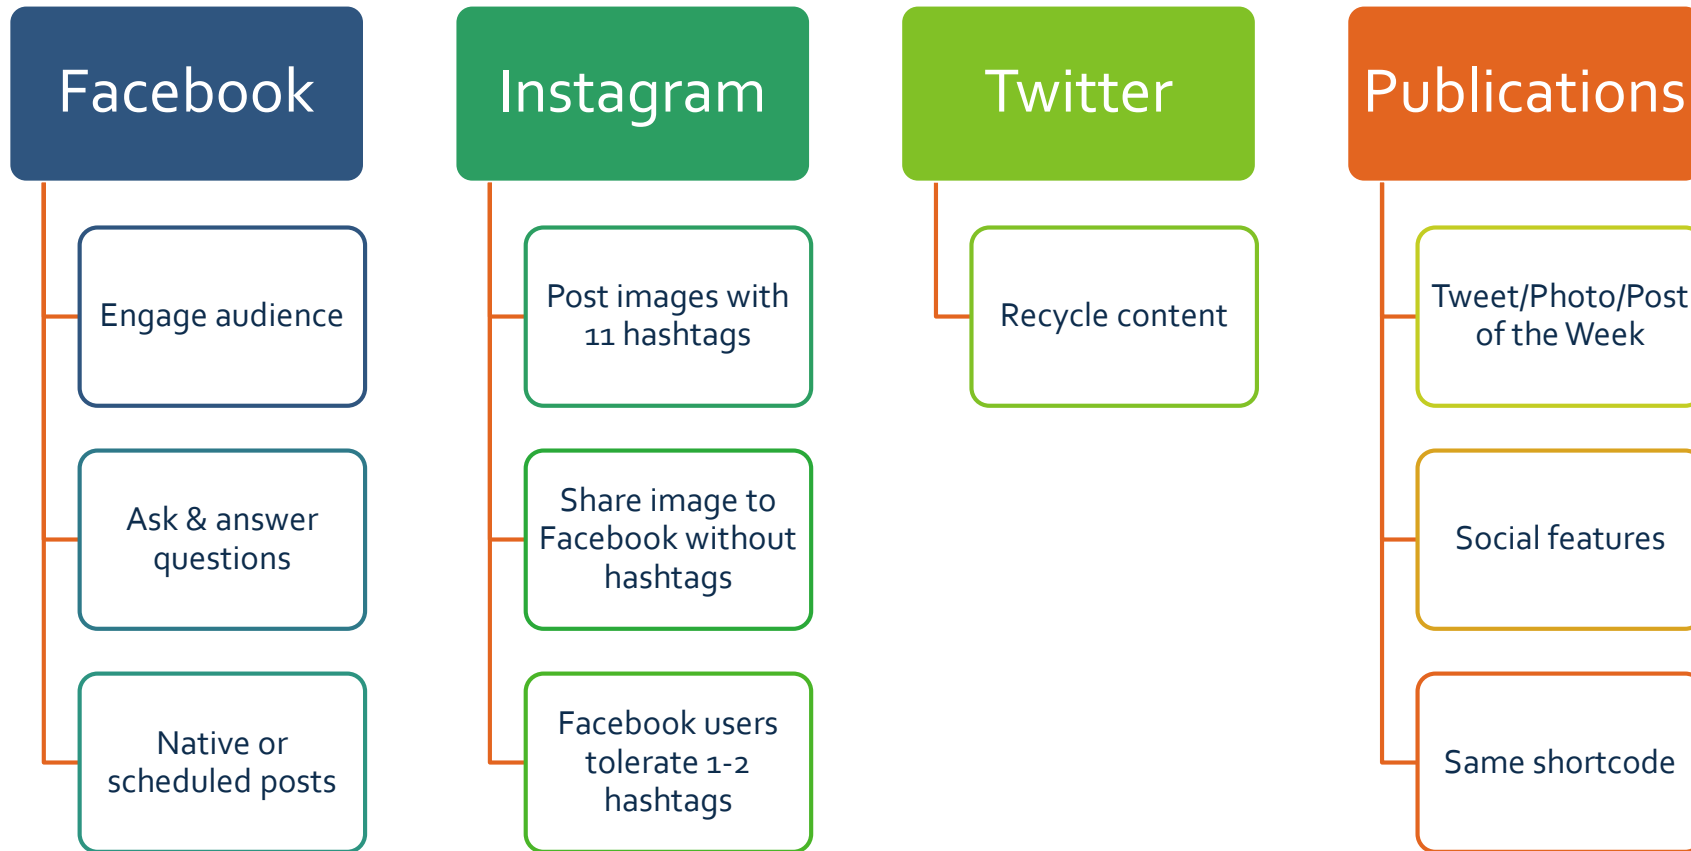 Facebook
Engage audience
Ask & answer
questions
Native or
scheduled posts
Instagram
Post images with
11 hashtags
Share image to
Facebook without
hashtags
Facebook users
tolerate 1-2
hashtags
Twitter
Recycle content
Publications
Tweet/Photo/Post
of the Week
Social features
Same shortcode